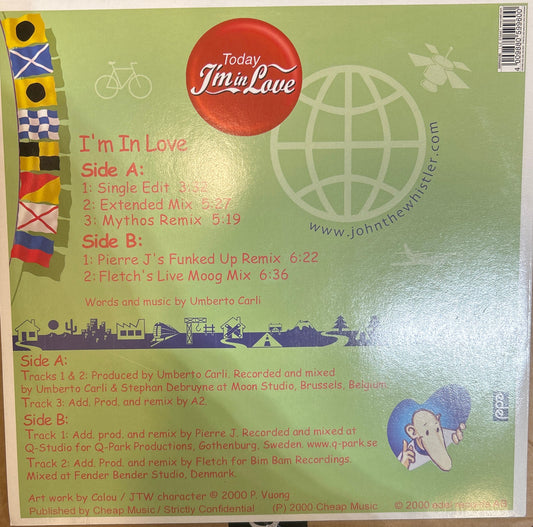 Today
I'm in Love
4 009880 599600
I'm In Love
Side A:
1: Single Edit 3:32
2: Extended Mix 5:27
3: Mythos Remix 5:19
www.johnthewhistler.com
Side B:
1: Pierre J's Funked Up Remix 6:22
2: Fletch's Live Moog Mix 6:36
Words and music by Umberto Carli
Side A:
Tracks 1 & 2: Produced by Umberto Carli. Recorded and mixed
by Umberto Carli & Stephan Debruyne at Moon Studio, Brussels, Belgium.
Track 3: Add. Prod. and remix by A2.
Side B:
Track 1: Add. prod. and remix by Pierre J. Recorded and mixed at
Q-Studio for Q-Park Productions, Gothenburg, Sweden. www.q-park.se
Track 2: Add. Prod. and remix by Fletch for Bim Bam Recordings.
Mixed at Fender Bender Studio, Denmark.
Art work by Calou / JTW character © 2000 P. Vuong
Published by Cheap Music / Strictly Confidential (P) 2000 Cheap Music © 2000
edel